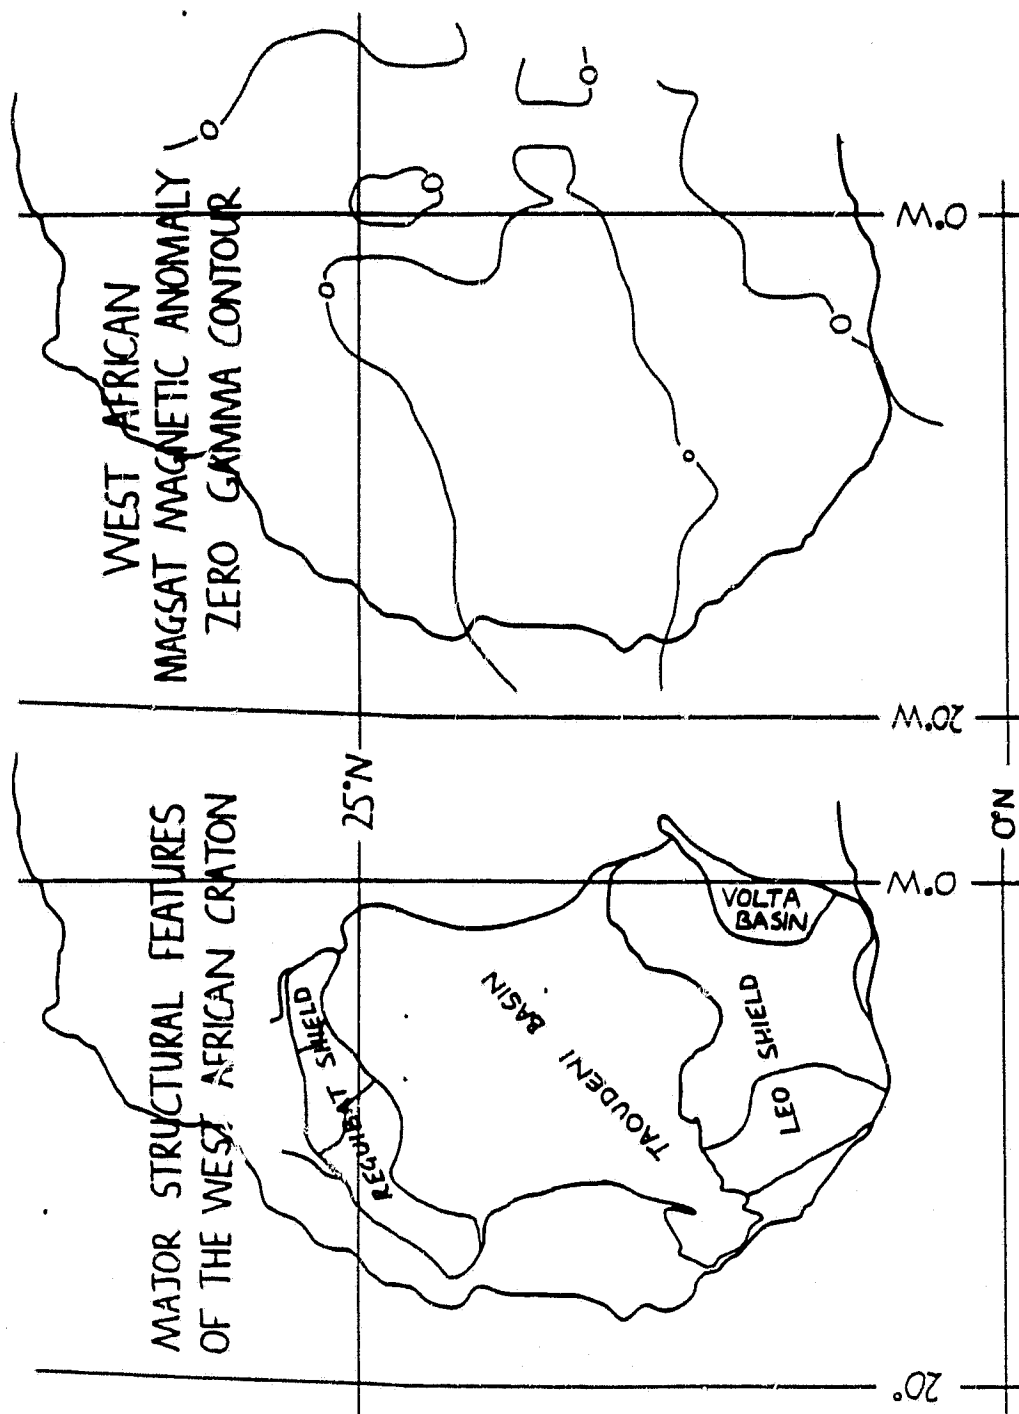 MAJOR STRUCTURAL FEATURES
OF THE WEST AFRICAN CRATON
REGUIBAT SHIELD
TAOUDENI BASIN
LEO SHIELD
VOLTA
BASIN
20°
0°W
25°N
0°N
WEST AFRICAN
MAGSAT MAGNETIC ANOMALY
ZERO GAMMA CONTOUR
0
0
0
0
0
0
20°W
0°W